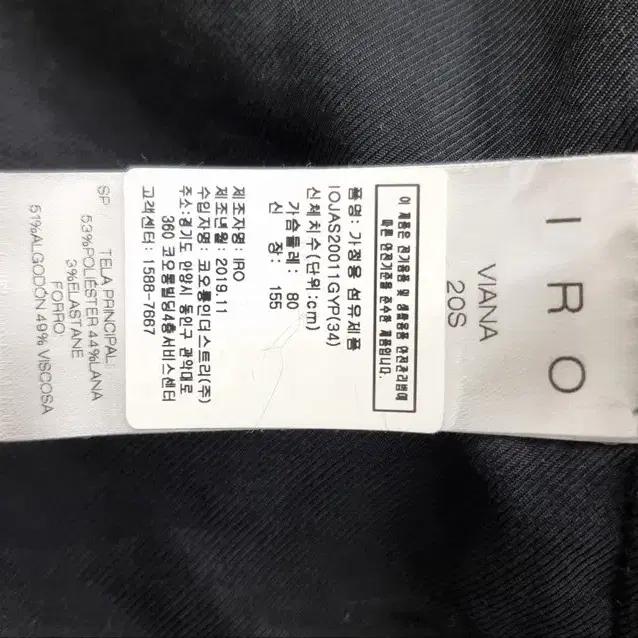 IRO
VIANA
20S
이 제품은 전기용품 및 생활용품 안전관리법에
따른 안전기준을 준수한 제품입니다.
품명: 가정용 섬유제품
IOJAS20011GYP(34)
신체치수(단위:cm)
가슴둘레: 80
신 장: 155
제조자명: IRO
제조년월: 2019.11
수입자명: 코오롱인더스트리(주)
주소:경기도 안양시 동안구 관악대로
360 코오롱빌딩4층서비스센터
고객센터: 1588-7667
SP
TELA PRINCIPAL:
53%POLIÉSTER 44%LANA
3%ELASTANE
FORRO:
51%ALGODÓN 49% VISCOSA